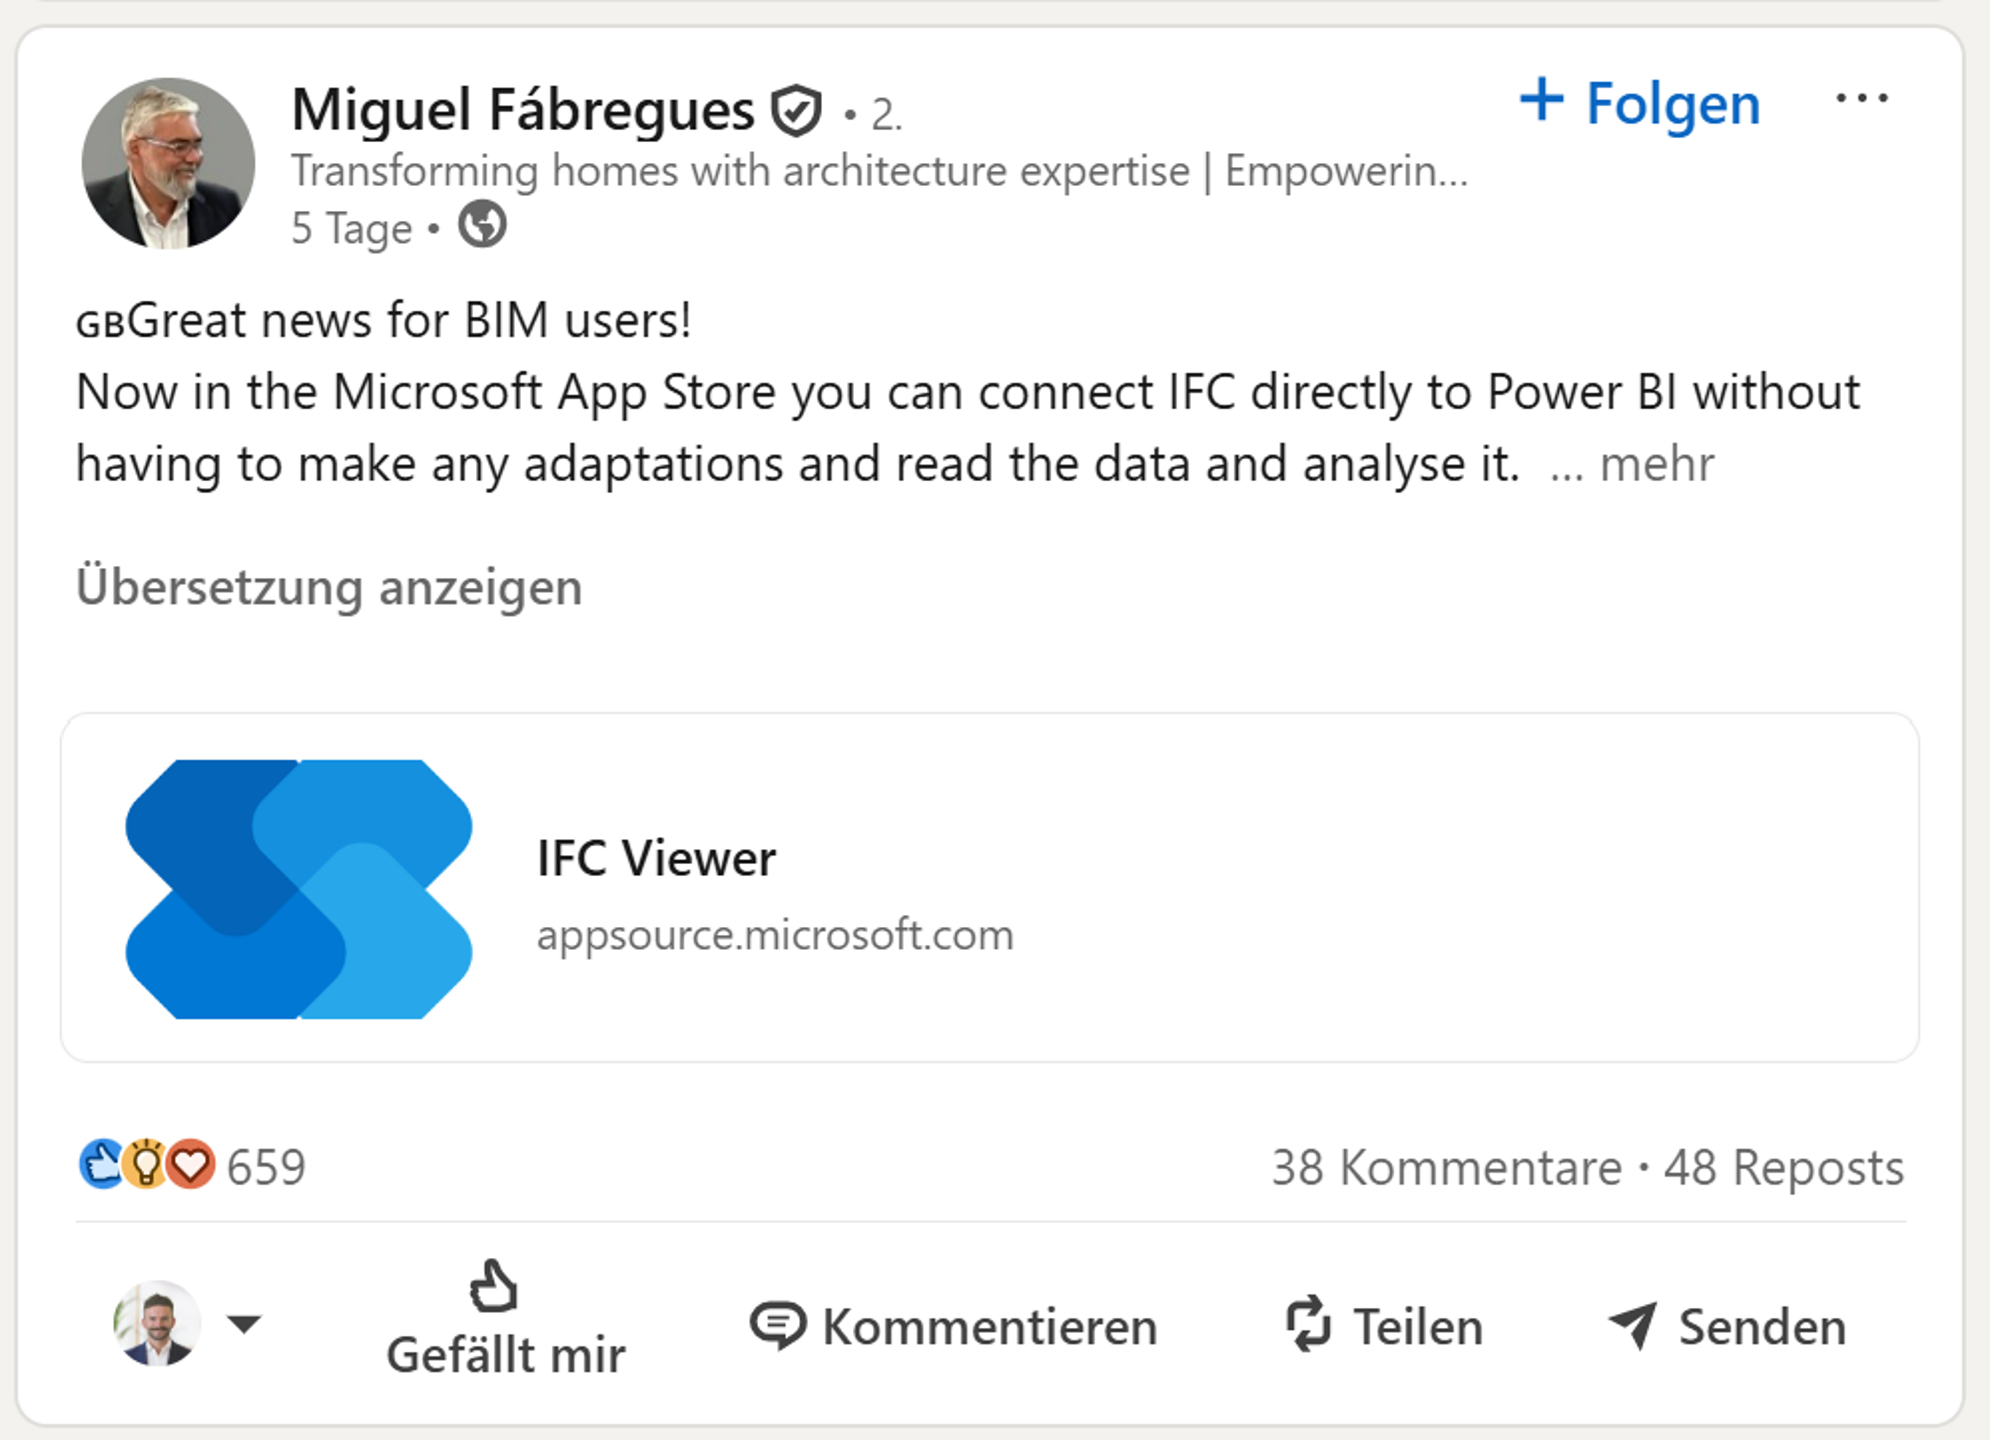 Miguel Fábregues • 2.
+ Folgen ...
Transforming homes with architecture expertise | Empowerin...
5 Tage •
GBGreat news for BIM users!
Now in the Microsoft App Store you can connect IFC directly to Power BI without
having to make any adaptations and read the data and analyse it. ... mehr
Übersetzung anzeigen
IFC Viewer
appsource.microsoft.com
659
38 Kommentare • 48 Reposts
Gefällt mir
Kommentieren
Teilen
Senden